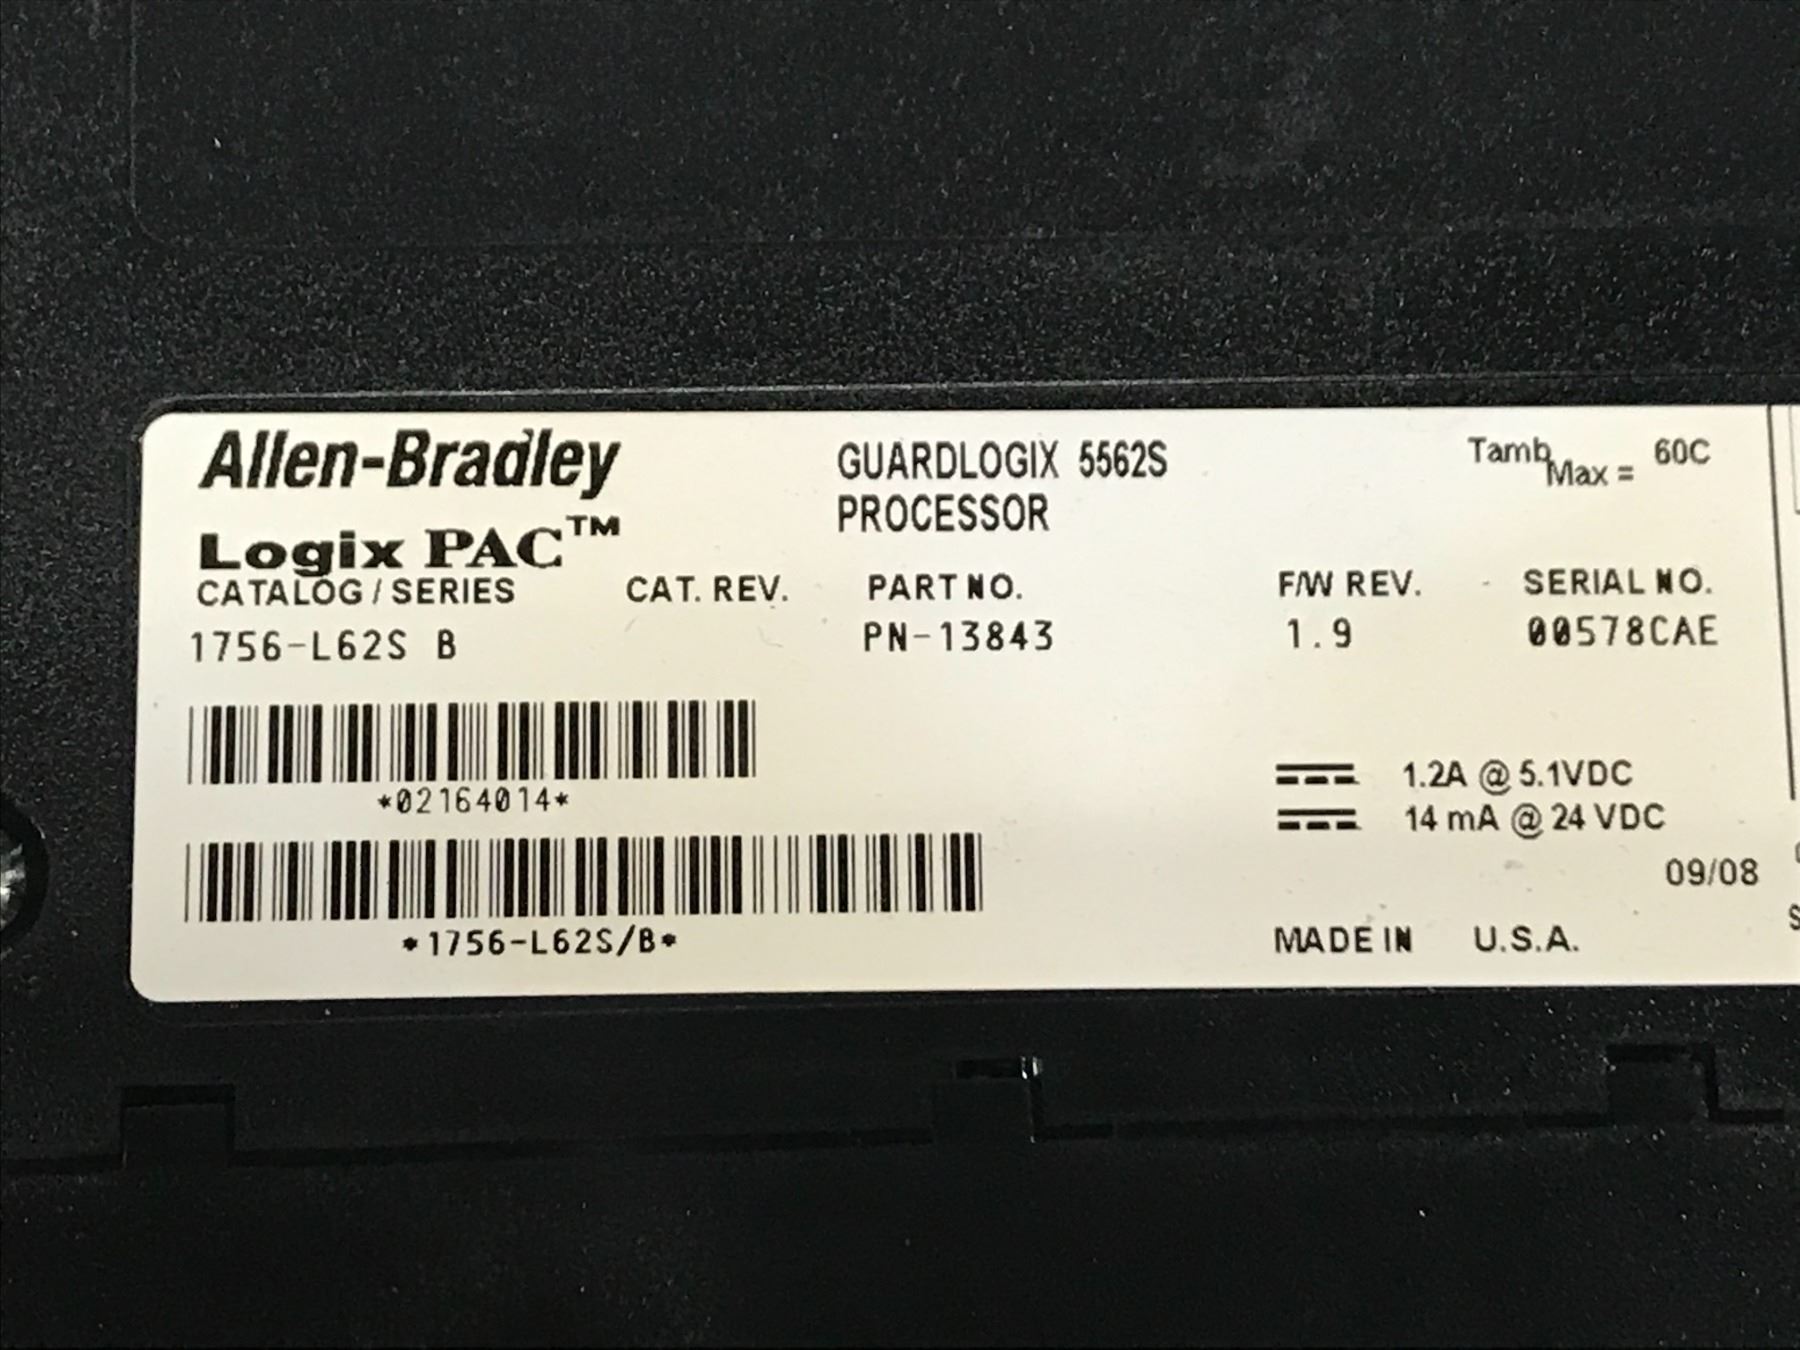 Allen-Bradley
Logix PAC™
GUARDLOGIX 5562S
PROCESSOR
Tamb Max = 60C
CATALOG / SERIES CAT. REV. PART NO. F/W REV. SERIAL NO.
1756-L62S B PN-13843 1.9 00578CAE
*02164014*
1.2A @ 5.1VDC
14 mA @ 24 VDC
09/08
*1756-L62S/B*
MADE IN U.S.A.